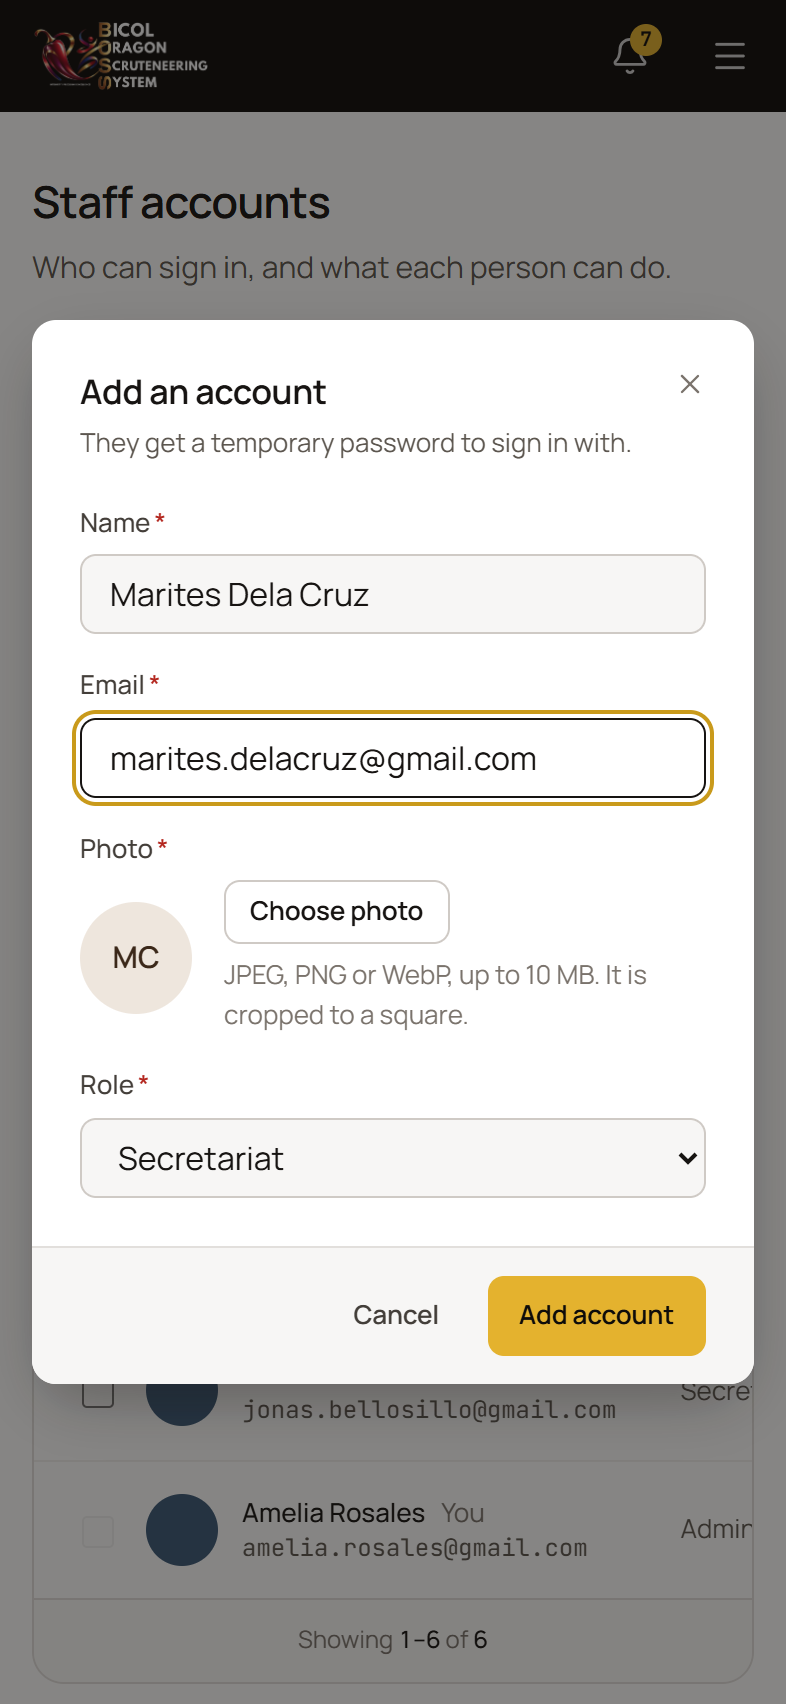 BICOL
DRAGON
SCRUTENEERING
SYSTEM
7
Staff accounts
Who can sign in, and what each person can do.
Add an account
They get a temporary password to sign in with.
Name *
Marites Dela Cruz
Email *
marites.delacruz@gmail.com
Photo *
Choose photo
MC
JPEG, PNG or WebP, up to 10 MB. It is
cropped to a square.
Role *
Secretariat
Cancel
Add account
jonas.bellosillo@gmail.com
Amelia Rosales You
amelia.rosales@gmail.com
Admin
Showing 1–6 of 6